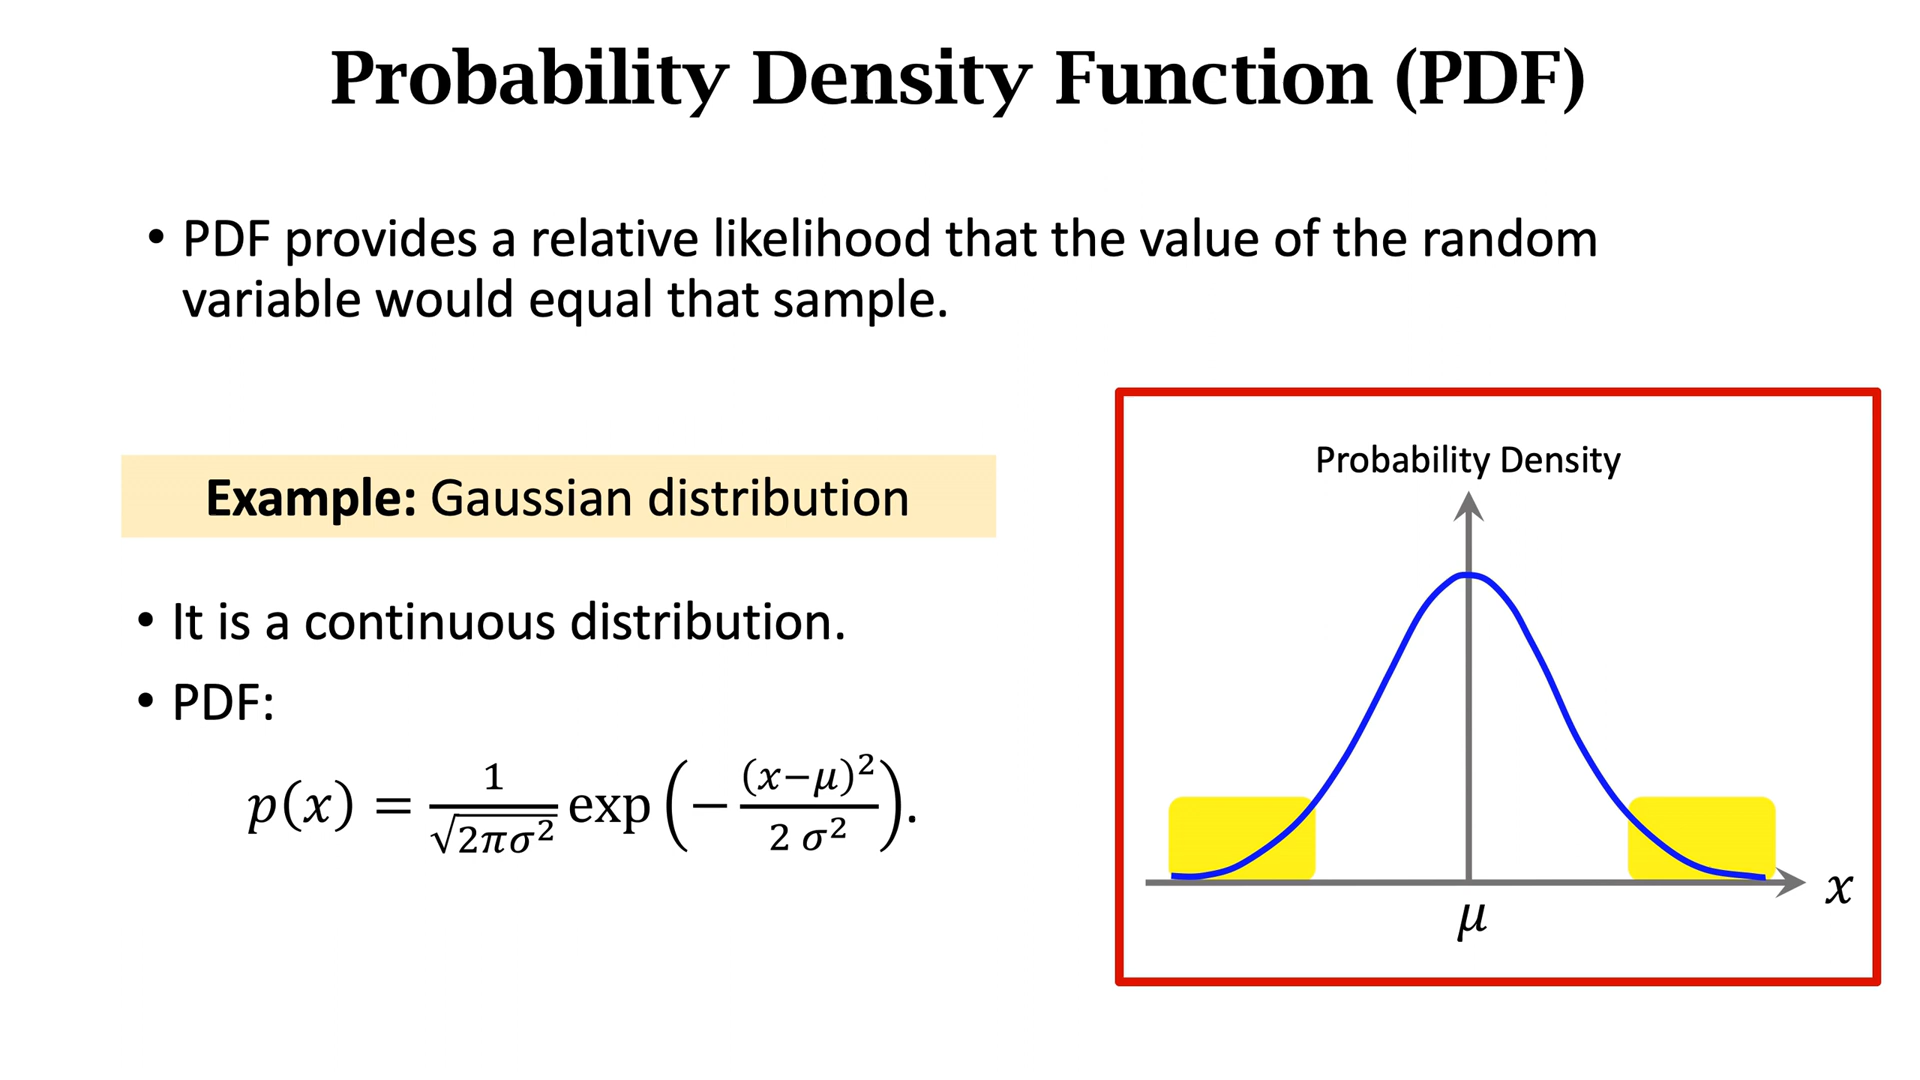 Probability Density Function (PDF)
• PDF provides a relative likelihood that the value of the random
variable would equal that sample.
Example: Gaussian distribution
• It is a continuous distribution.
• PDF:
p(x) = 1/√(2πσ²) exp(−(x−μ)²/(2 σ²)).
Probability Density
x
μ